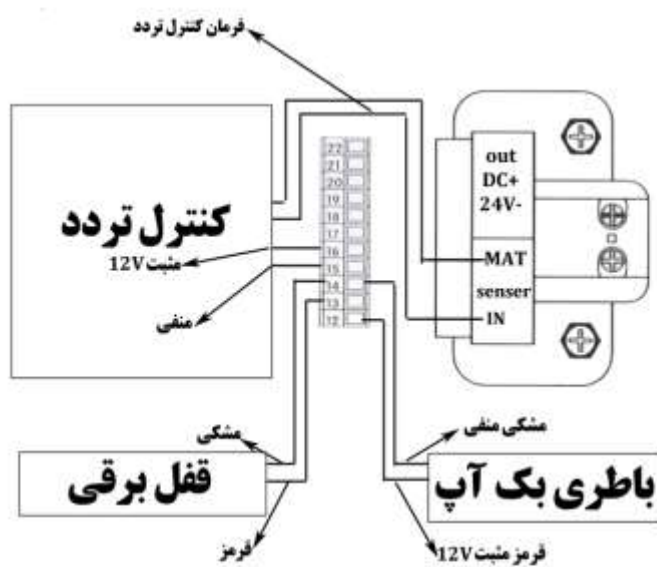 فرمان کنترل تردد
کنترل تردد
مثبت 12V
منفی
22
21
20
19
18
17
16
15
14
13
12
out
DC+
24V-
MAT
senser
IN
مشکی
قفل برقی
قرمز
مشکی منفی
باطری بک آپ
قرمز مثبت 12V